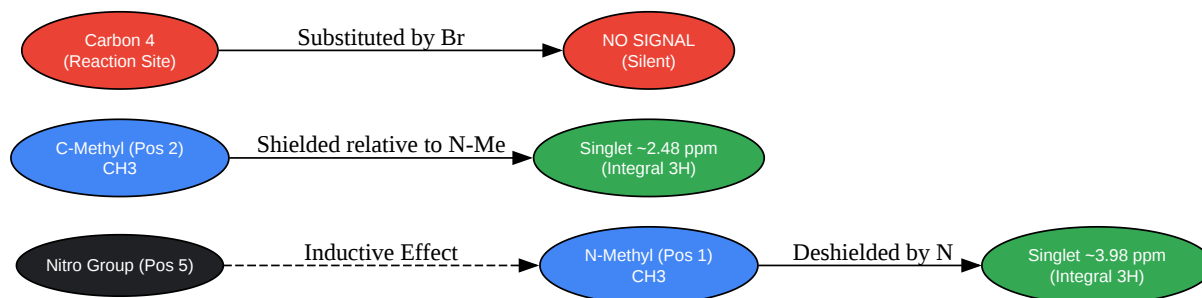 Carbon 4
(Reaction Site)
Substituted by Br
NO SIGNAL
(Silent)
C-Methyl (Pos 2)
CH3
Shielded relative to N-Me
Singlet ~2.48 ppm
(Integral 3H)
Nitro Group (Pos 5)
Inductive Effect
N-Methyl (Pos 1)
CH3
Deshielded by N
Singlet ~3.98 ppm
(Integral 3H)